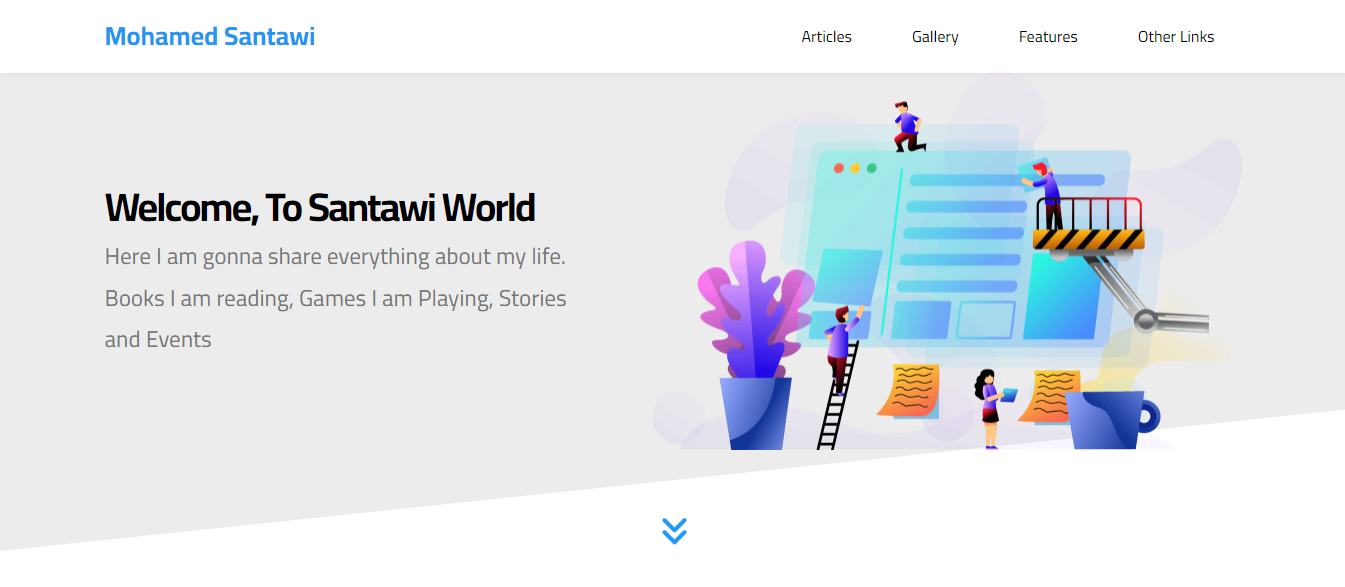 Mohamed Santawi
Articles Gallery Features Other Links
Welcome, To Santawi World
Here I am gonna share everything about my life.
Books I am reading, Games I am Playing, Stories
and Events